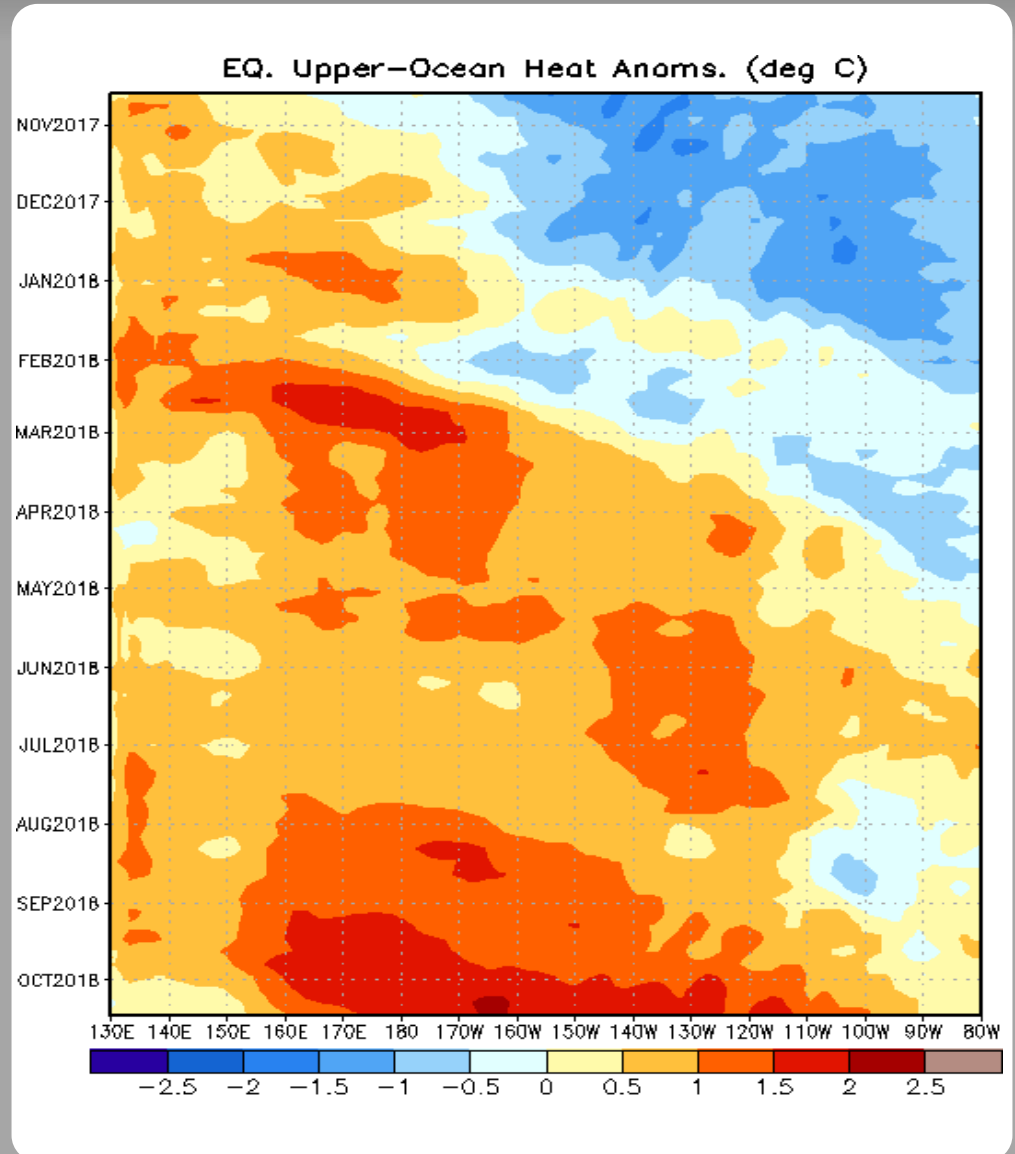 EQ. Upper-Ocean Heat Anoms. (deg C)
NOV2017
DEC2017
JAN2018
FEB2018
MAR2018
APR2018
MAY2018
JUN2018
JUL2018
AUG2018
SEP2018
OCT2018
130E 140E 150E 160E 170E 180 170W 160W 150W 140W 130W 120W 110W 100W 90W 80W
-2.5 -2 -1.5 -1 -0.5 0 0.5 1 1.5 2 2.5